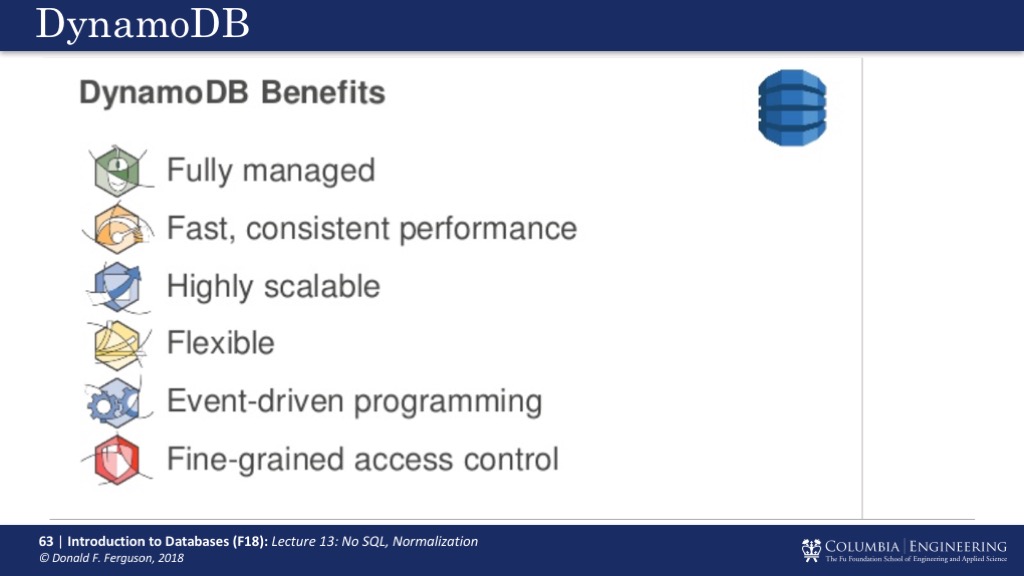 DynamoDB
DynamoDB Benefits
Fully managed
Fast, consistent performance
Highly scalable
Flexible
Event-driven programming
Fine-grained access control
63 | Introduction to Databases (F18): Lecture 13: No SQL, Normalization
© Donald F. Ferguson, 2018
COLUMBIA | ENGINEERING
The Fu Foundation School of Engineering and Applied Science